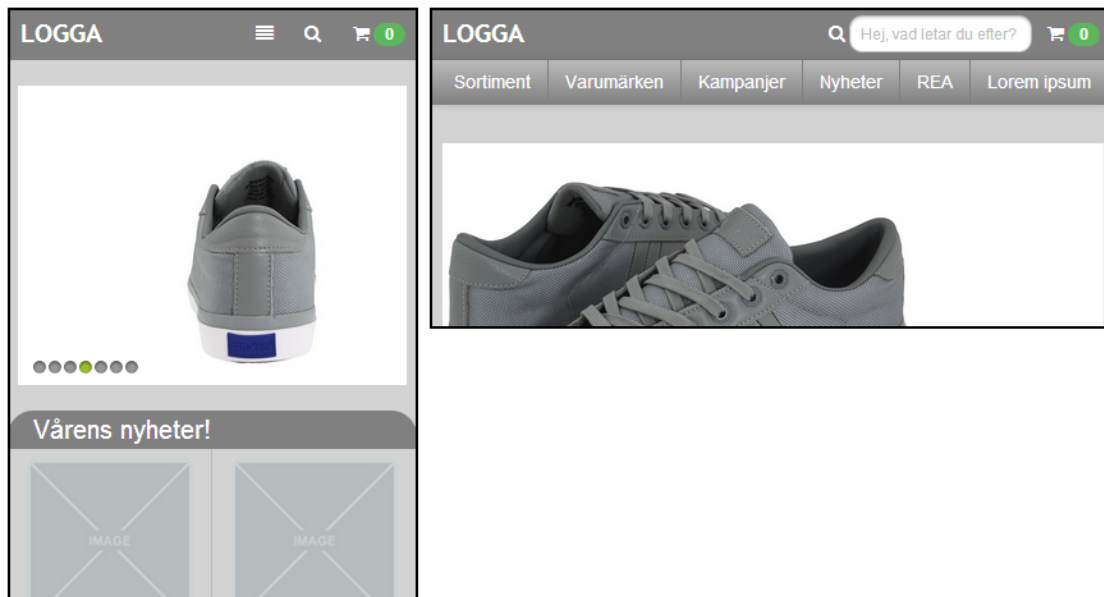 LOGGA
0
Vårens nyheter!
IMAGE
IMAGE
LOGGA
Hej, vad letar du efter?
0
Sortiment
Varumärken
Kampanjer
Nyheter
REA
Lorem ipsum